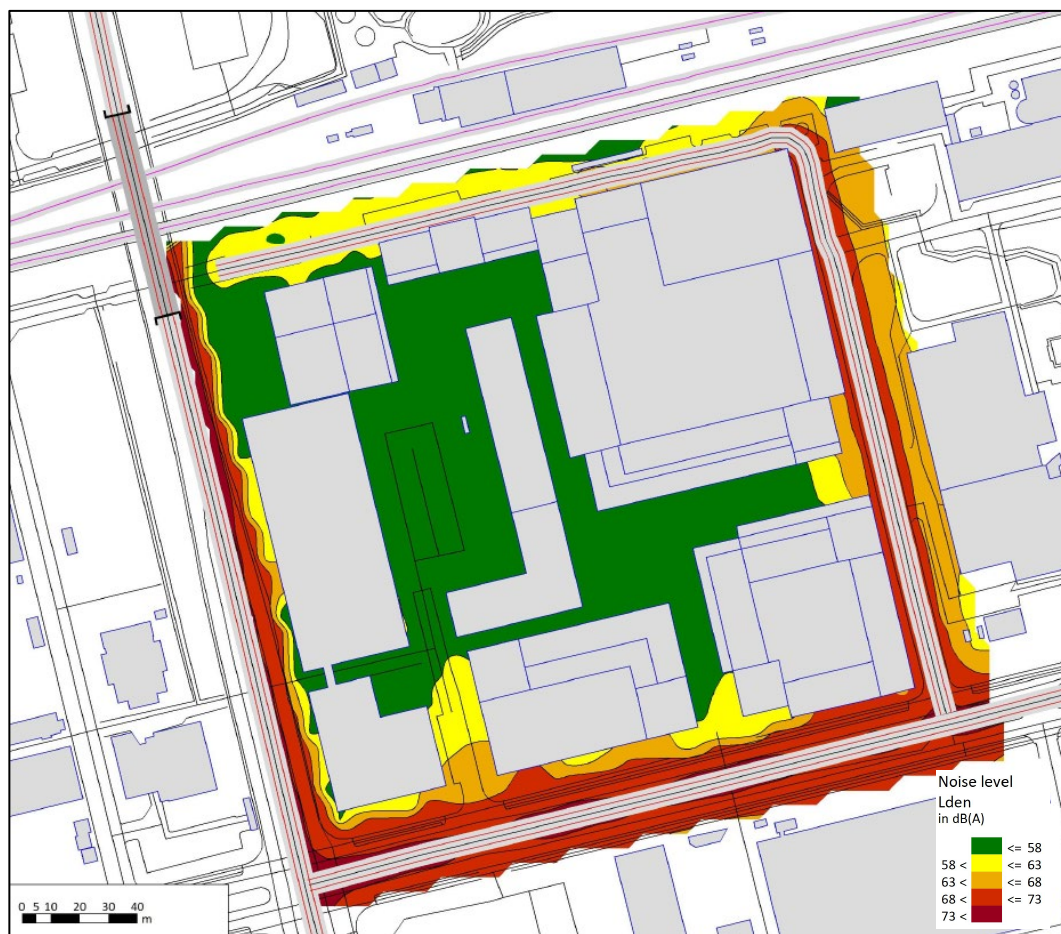 Noise level
Lden
in dB(A)
<= 58
58 < <= 63
63 < <= 68
68 < <= 73
73 <
0 5 10 20 30 40
m